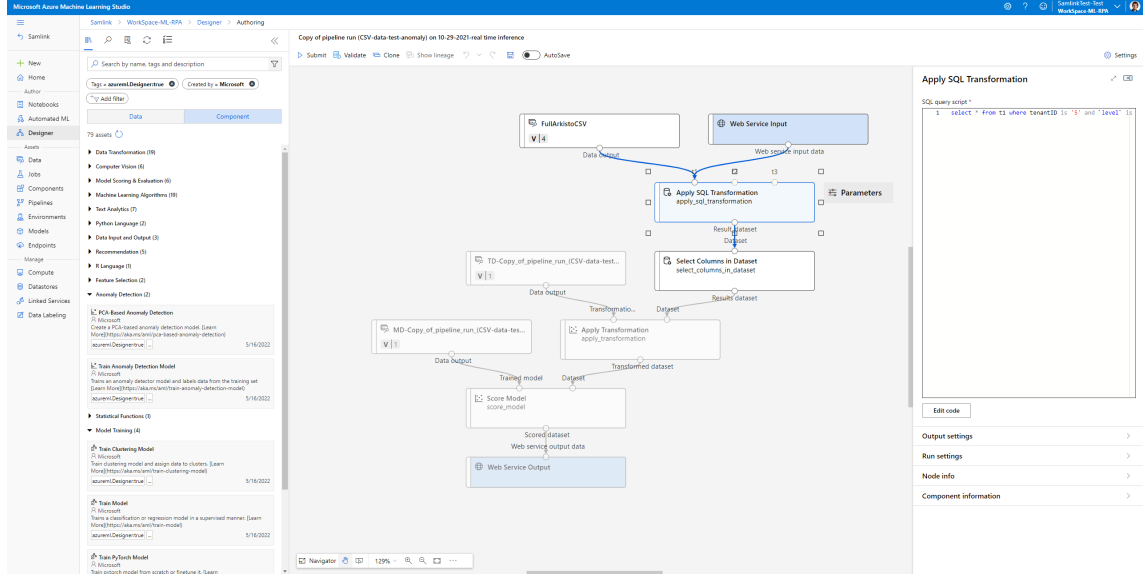 Microsoft Azure Machine Learning Studio
SamlinkTest-Test
WorkSpace-ML-RPA
Samlink > WorkSpace-ML-RPA > Designer > Authoring
Samlink
New
Home
Author
Notebooks
Automated ML
Designer
Assets
Data
Jobs
Components
Pipelines
Environments
Models
Endpoints
Manage
Compute
Datastores
Linked Services
Data Labeling
Search by name, tags and description
Tags = azureml.Designer:true
Created by = Microsoft
Add filter
Data
Component
79 assets
Data Transformation (19)
Computer Vision (6)
Model Scoring & Evaluation (6)
Machine Learning Algorithms (19)
Text Analytics (7)
Python Language (2)
Data Input and Output (3)
Recommendation (5)
R Language (1)
Feature Selection (2)
Anomaly Detection (2)
PCA-Based Anomaly Detection
Microsoft
Create a PCA-based anomaly detection model. [Learn
More](https://aka.ms/aml/pca-based-anomaly-detection)
azureml.Designer:true ...
5/16/2022
Train Anomaly Detection Model
Microsoft
Trains an anomaly detector model and labels data from the training set
[Learn More](https://aka.ms/aml/train-anomaly-detection-model)
azureml.Designer:true ...
5/16/2022
Statistical Functions (1)
Model Training (4)
Train Clustering Model
Microsoft
Train clustering model and assign data to clusters. [Learn
More](https://aka.ms/aml/train-clustering-model)
azureml.Designer:true ...
5/16/2022
Train Model
Microsoft
Trains a classification or regression model in a supervised manner. [Learn
More](https://aka.ms/aml/train-model)
azureml.Designer:true ...
5/16/2022
Train PyTorch Model
Microsoft
Train pytorch model from scratch or finetune it. [Learn
Copy of pipeline run (CSV-data-test-anomaly) on 10-29-2021-real time inference
Submit
Validate
Clone
Show lineage
AutoSave
Settings
FullArkistoCSV
V 4
Data output
Web Service Input
Web service input data
t1
t2
t3
Apply SQL Transformation
apply_sql_transformation
Parameters
Result dataset
Dataset
Select Columns in Dataset
select_columns_in_dataset
Results dataset
TD-Copy_of_pipeline_run_(CSV-data-test...
V 1
Data output
Transformatio...
Dataset
MD-Copy_of_pipeline_run_(CSV-data-tes...
V 1
Data output
Apply Transformation
apply_transformation
Transformed dataset
Trained model
Dataset
Score Model
score_model
Scored dataset
Web service output data
Web Service Output
Navigator
129%
Apply SQL Transformation
SQL query script *
1 select * from t1 where tenantID is '5' and "level" is
Edit code
Output settings
Run settings
Node info
Component information